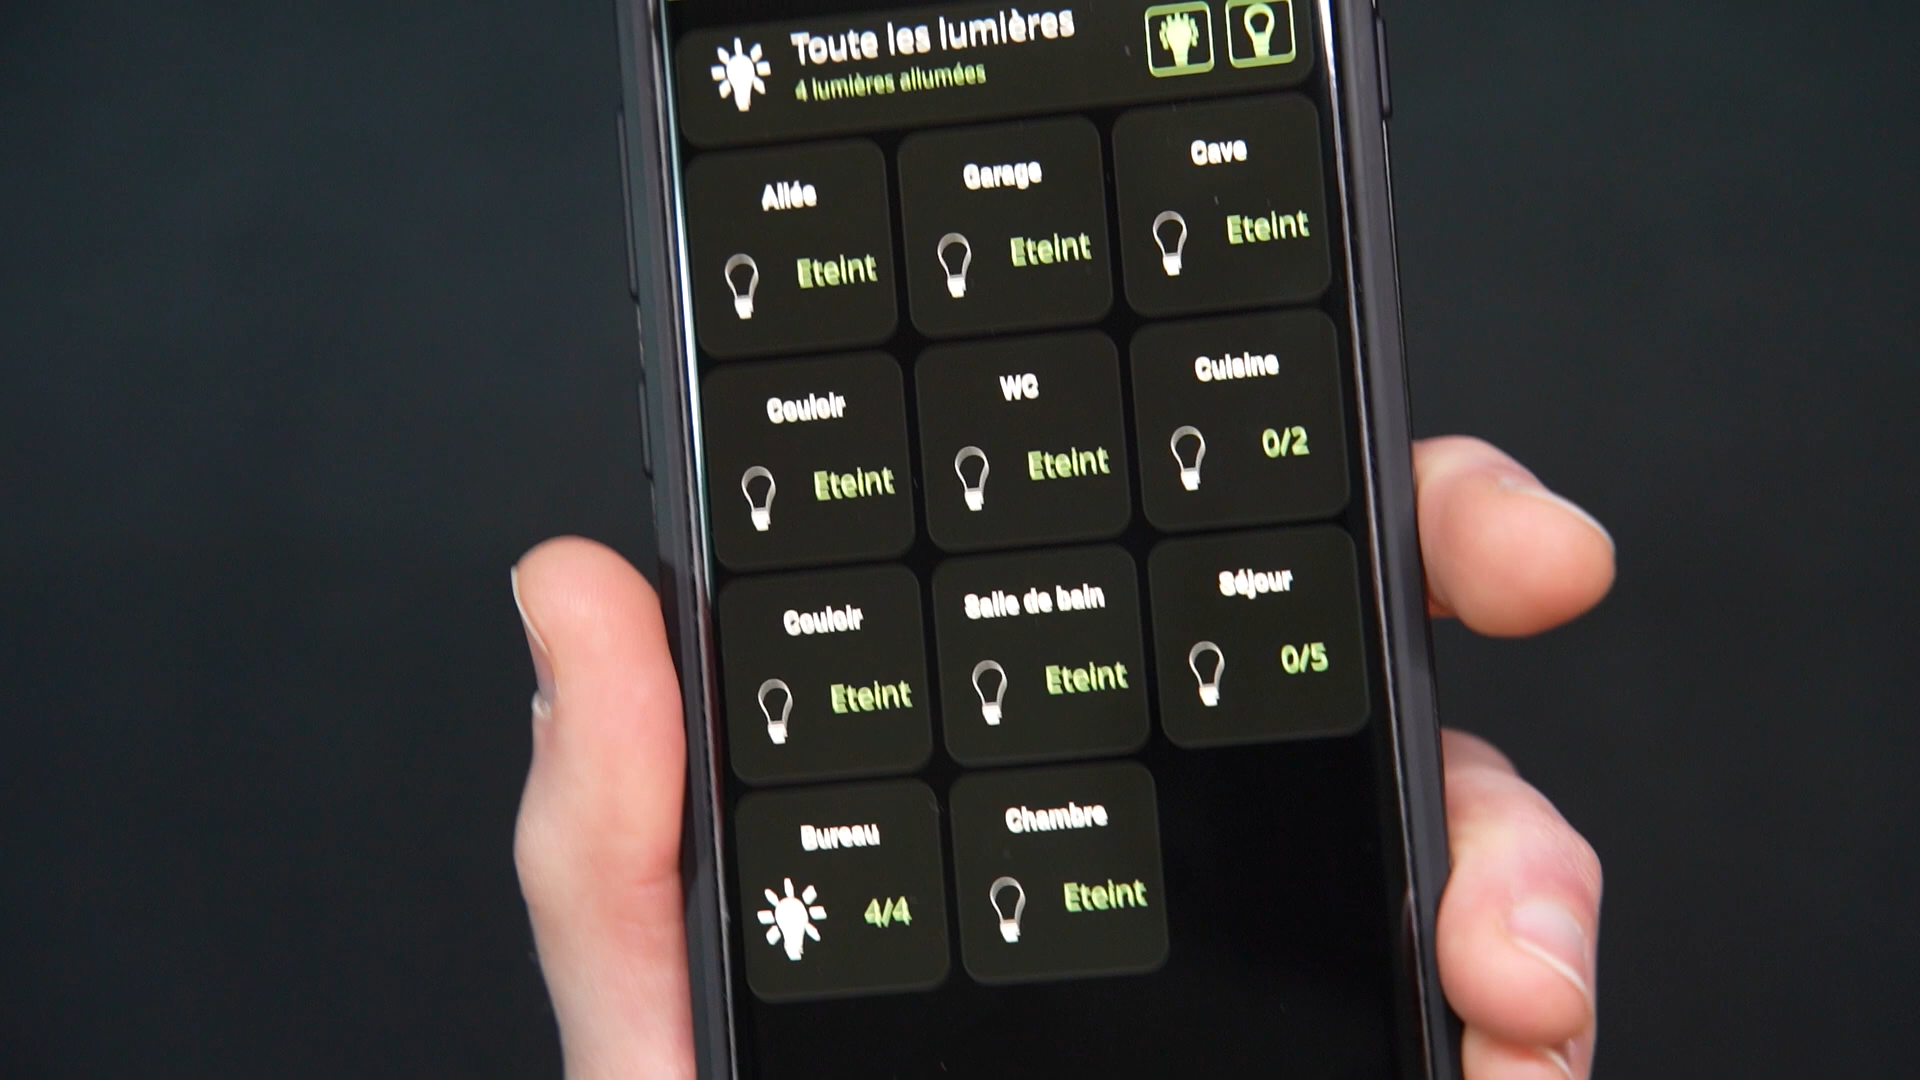 Toute les lumières
4 lumières allumées
Allée
Eteint
Garage
Eteint
Cave
Eteint
Couloir
Eteint
WC
Eteint
Cuisine
0/2
Couloir
Eteint
Salle de bain
Eteint
Séjour
0/5
Bureau
4/4
Chambre
Eteint